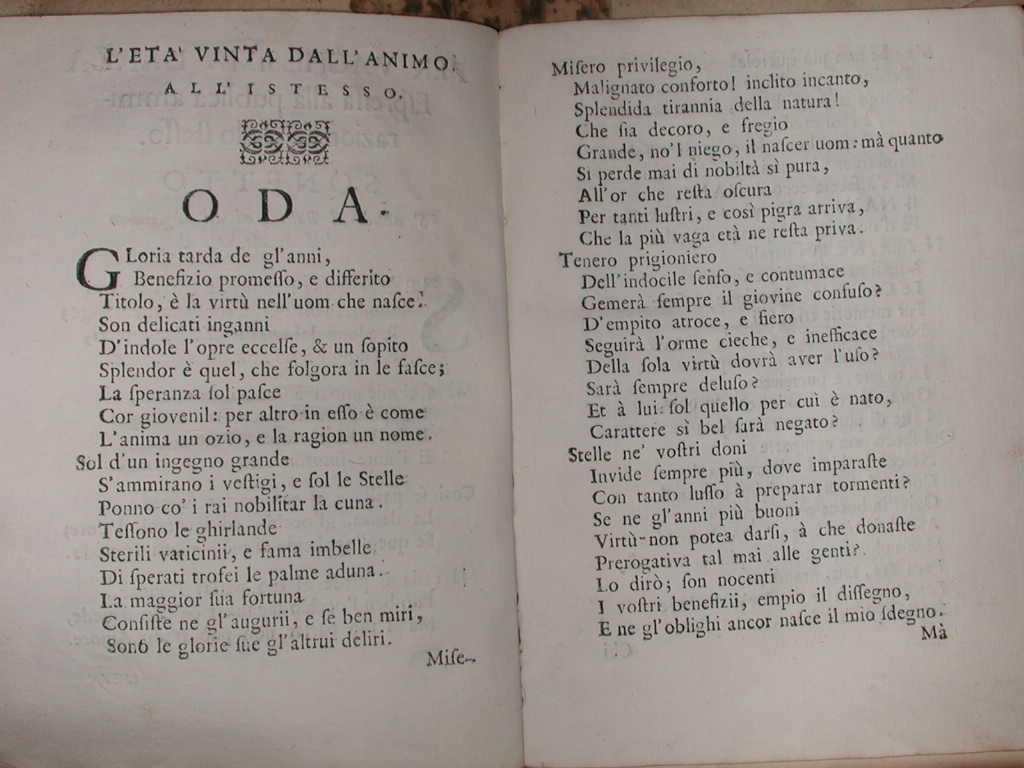 L'ETA' VINTA DALL'ANIMO.
ALL' ISTESSO.
ODA.
Gloria tarda de gl'anni,
Benefizio promeſſo, e differito
Titolo, è la virtù nell'uom che naſce:
Son delicati inganni
D'indole l'opre eccelſe, & un ſopito
Splendor è quel, che folgora in le faſce;
La ſperanza ſol paſce
Cor giovenil: per altro in eſſo è come
L'anima un ozio, e la ragion un nome.
Sol d'un ingegno grande
S'ammirano i veſtigi, e ſol le Stelle
Ponno co' i rai nobilitar la cuna.
Teſſono le ghirlande
Sterili vaticinii, e fama imbelle
Di ſperati trofei le palme aduna.
La maggior ſua fortuna
Conſiſte ne gl'augurii, e ſe ben miri,
Sono le glorie ſue gl'altrui deliri.
Miſe-
Miſero privilegio,
Malignato conforto! inclito incanto,
Splendida tirannia della natura!
Che ſia decoro, e fregio
Grande, no'l niego, il naſcer uom: mà quanto
Si perde mai di nobiltà sì pura,
All'or che reſta oſcura
Per tanti luſtri, e così pigra arriva,
Che la più vaga età ne reſta priva.
Tenero prigioniero
Dell'indocile ſenſo, e contumace
Gemerà ſempre il giovine confuſo?
D'empito atroce, e fiero
Seguirà l'orme cieche, e inefficace
Della ſola virtù dovrà aver l'uſo?
Sarà ſempre deluſo?
Et à lui ſol quello per cui è nato,
Carattere sì bel ſarà negato?
Stelle ne' voſtri doni
Invide ſempre più, dove imparaſte
Con tanto luſſo à preparar tormenti?
Se ne gl'anni più buoni
Virtù non potea darſi, à che donaſte
Prerogativa tal mai alle genti?
Lo dirò; ſon nocenti
I voſtri benefizii, empio il diſſegno,
E ne gl'oblighi ancor naſce il mio ſdegno.
Mà